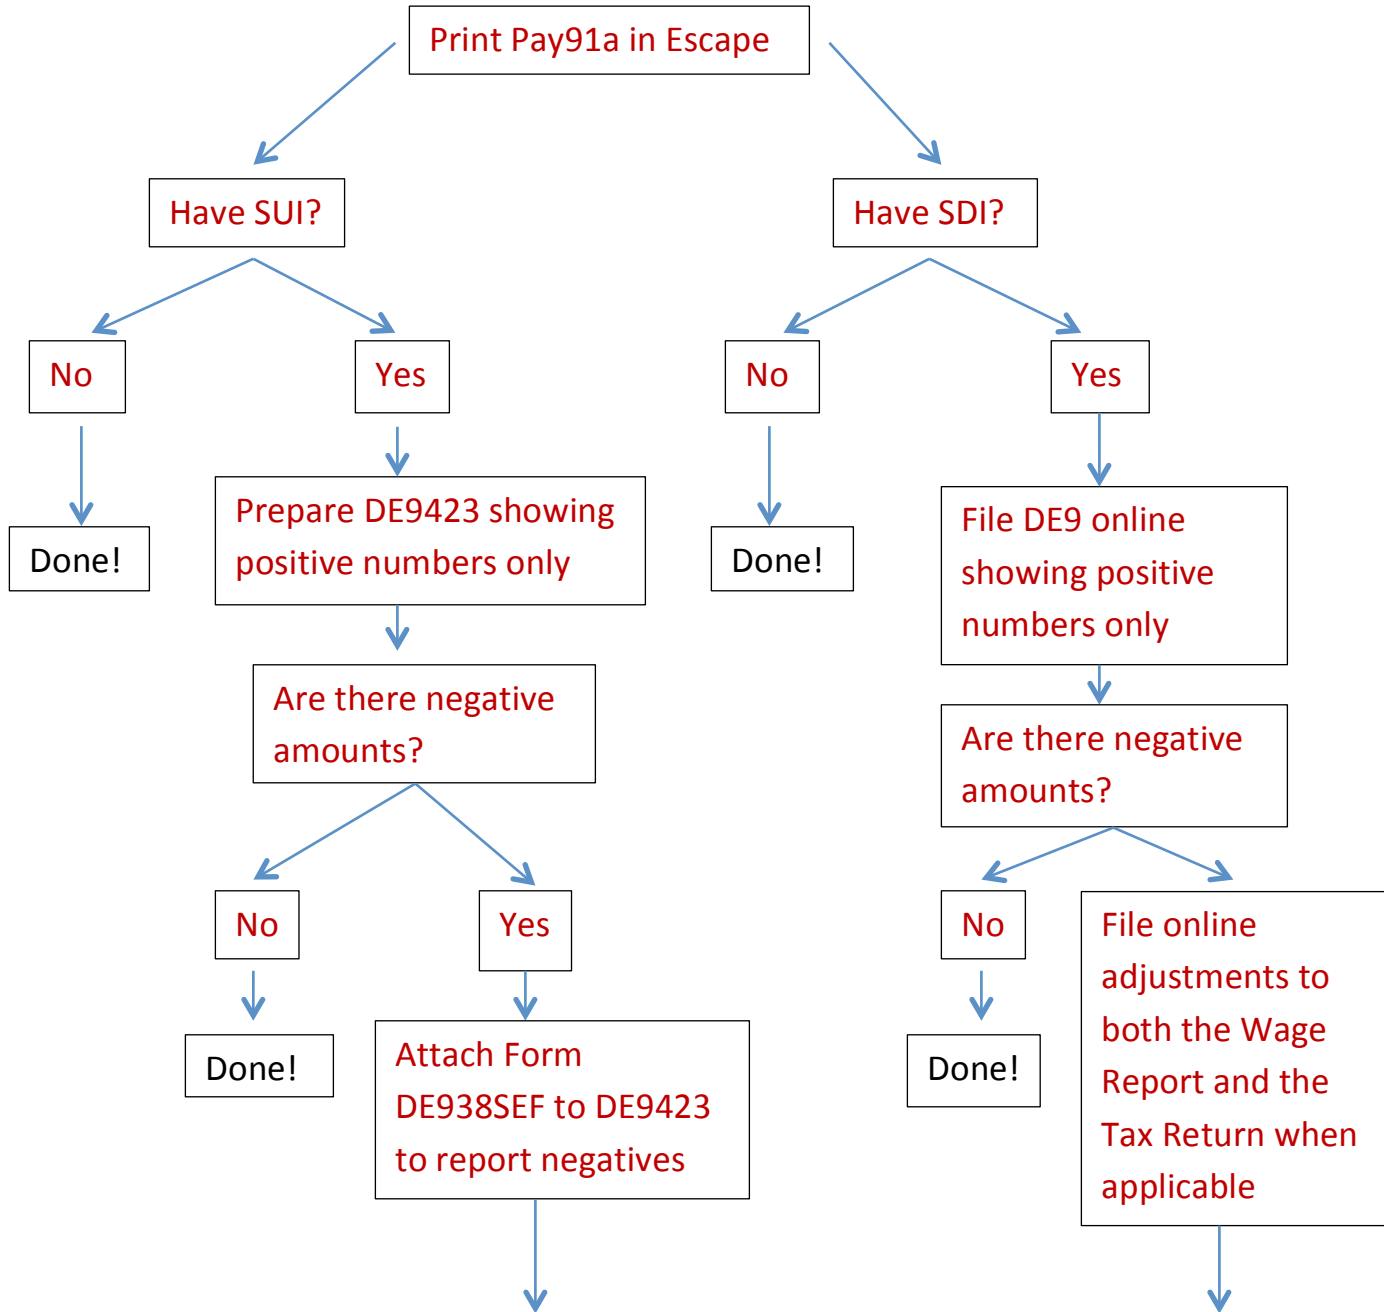 Print Pay91a in Escape
Have SUI?
Have SDI?
No
Yes
No
Yes
Done!
Prepare DE9423 showing
positive numbers only
Done!
File DE9 online
showing positive
numbers only
Are there negative
amounts?
Are there negative
amounts?
No
Yes
No
File online
adjustments to
both the Wage
Report and the
Tax Return when
applicable
Done!
Attach Form
DE938SEF to DE9423
to report negatives
Done!